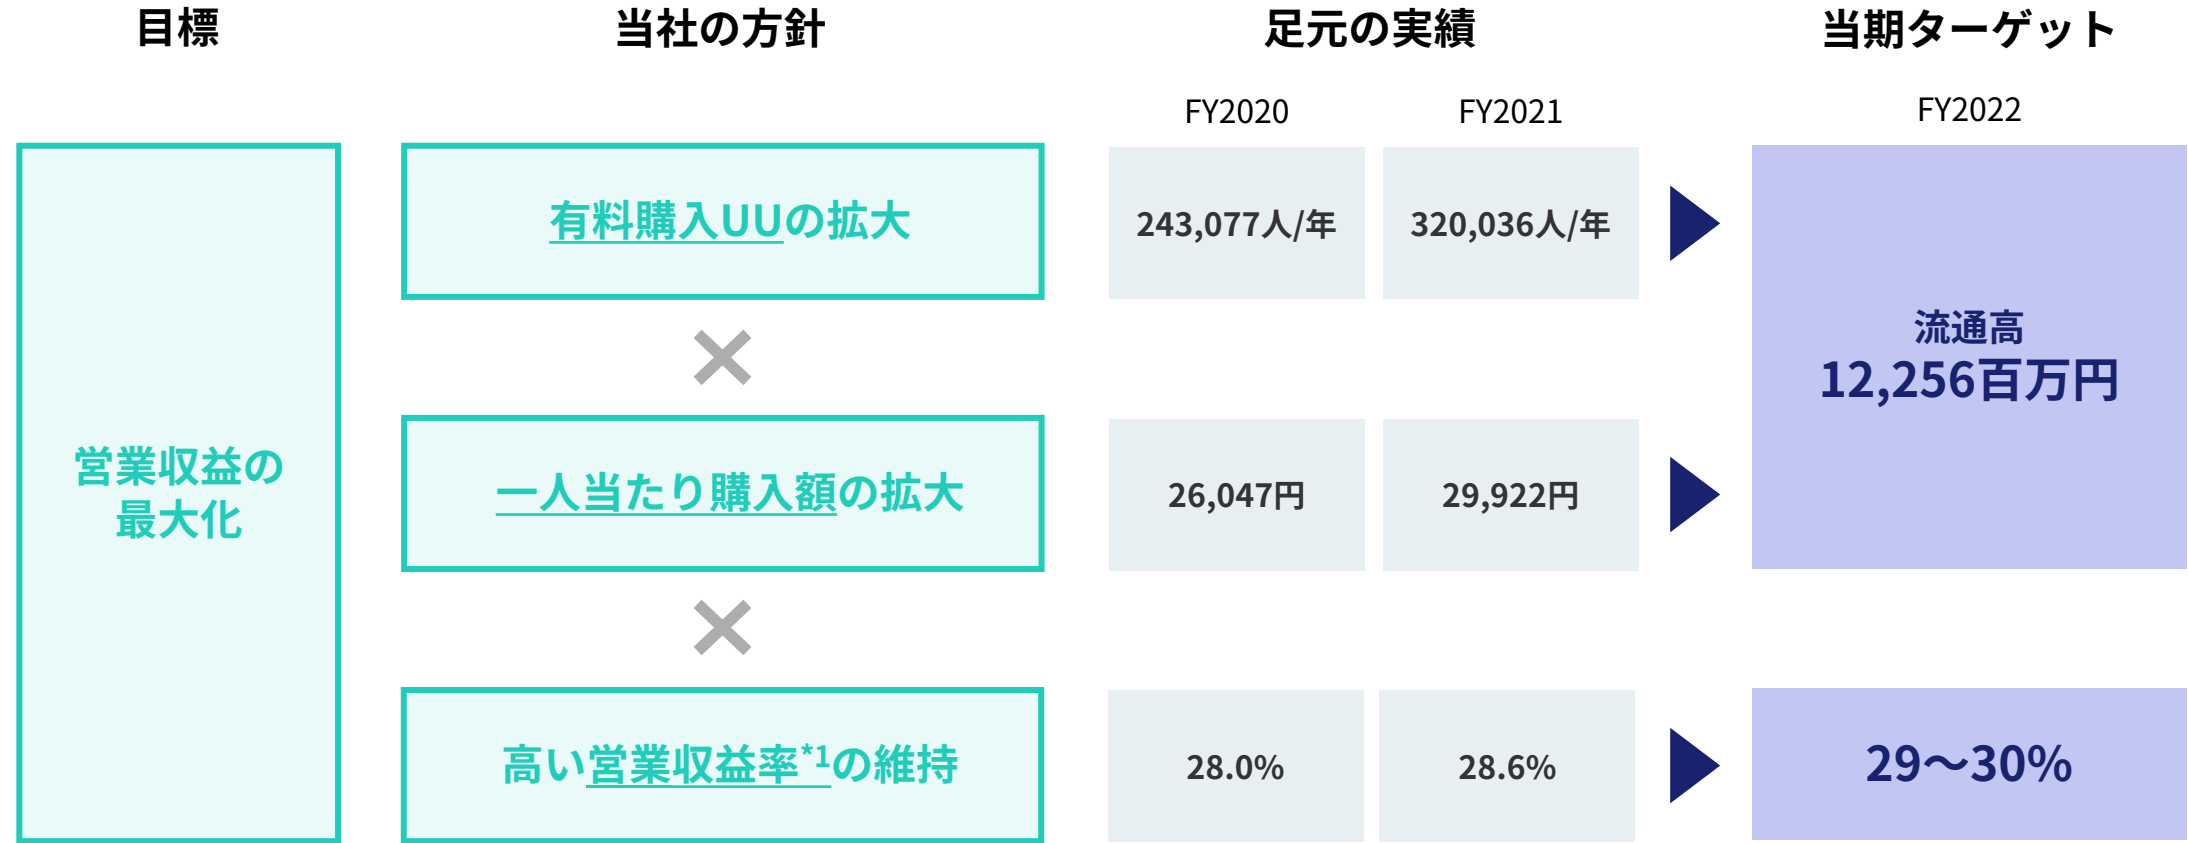 目標
当社の方針
足元の実績
当期ターゲット
FY2020
FY2021
FY2022
営業収益の
最大化
有料購入UUの拡大
243,077人/年
320,036人/年
流通高
12,256百万円
一人当たり購入額の拡大
26,047円
29,922円
高い営業収益率*1の維持
28.0%
28.6%
29〜30%